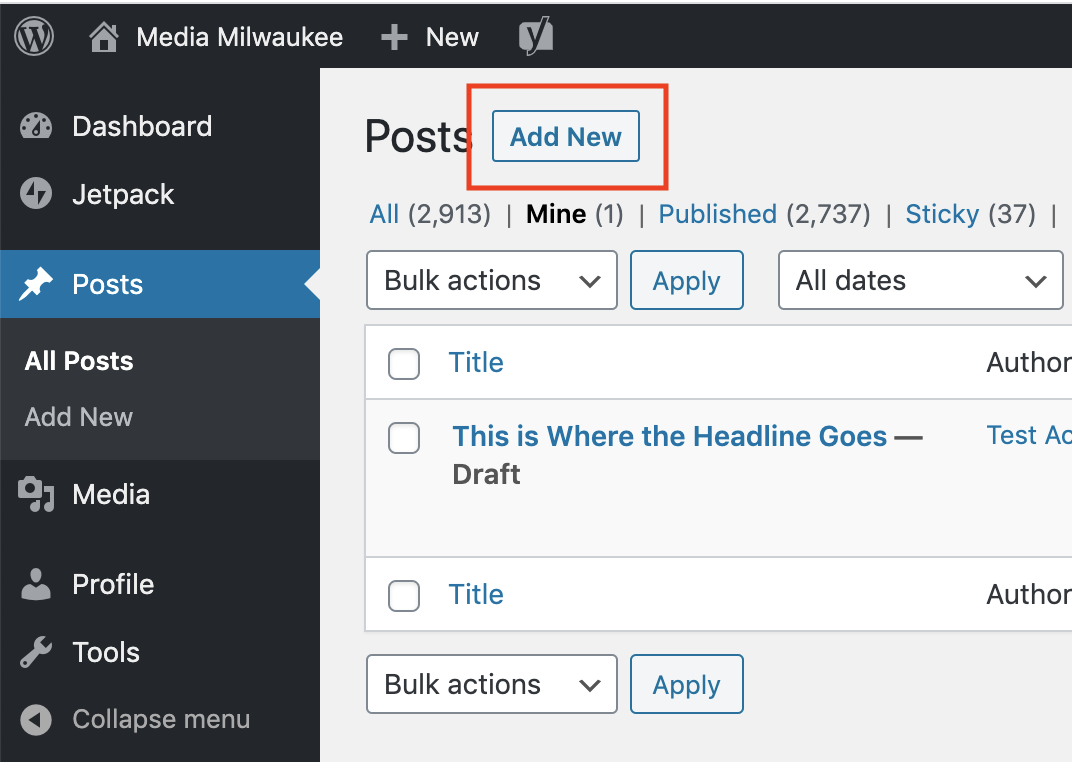 Media Milwaukee New
Dashboard
Jetpack
Posts
All Posts
Add New
Media
Profile
Tools
Collapse menu
Posts Add New
All (2,913) | Mine (1) | Published (2,737) | Sticky (37) |
Bulk actions Apply All dates
Title Author
This is Where the Headline Goes — Test Ac
Draft
Title Author
Bulk actions Apply